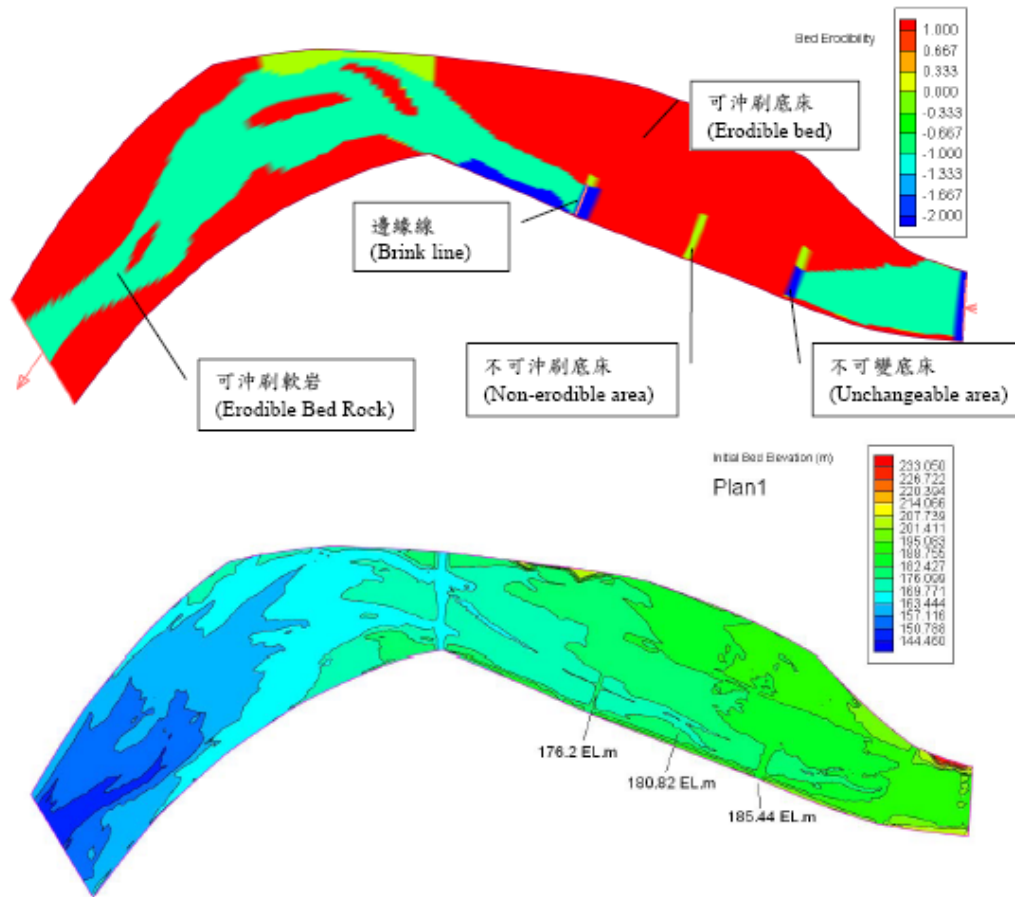 Bed Erodibility
1.000
0.667
0.333
0.000
-0.333
-0.667
-1.000
-1.333
-1.667
-2.000
可沖刷底床
(Erodible bed)
邊緣線
(Brink line)
可沖刷軟岩
(Erodible Bed Rock)
不可沖刷底床
(Non-erodible area)
不可變底床
(Unchangeable area)
Initial Bed Elevation (m)
Plan1
233.050
226.722
220.394
214.066
207.739
201.411
195.083
188.755
182.427
176.099
169.771
163.444
157.116
150.788
144.460
176.2 EL.m
180.82 EL.m
185.44 EL.m